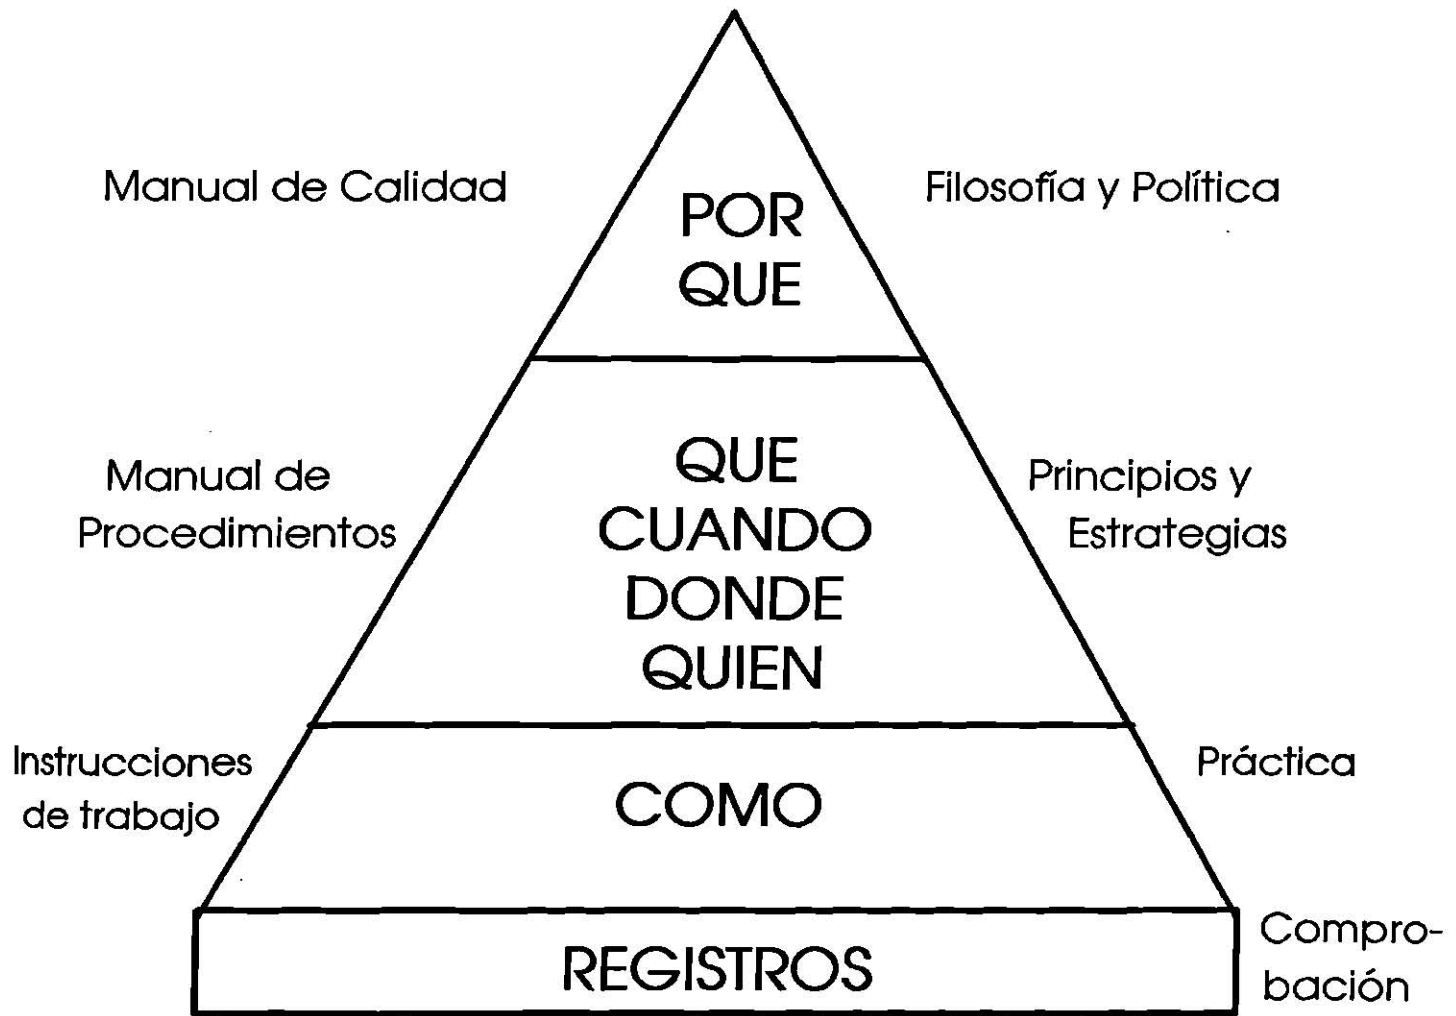 Manual de Calidad
POR
QUE
Filosofía y Política
Manual de
Procedimientos
QUE
CUANDO
DONDE
QUIEN
Principios y
Estrategias
Instrucciones
de trabajo
COMO
Práctica
REGISTROS
Compro-
bación